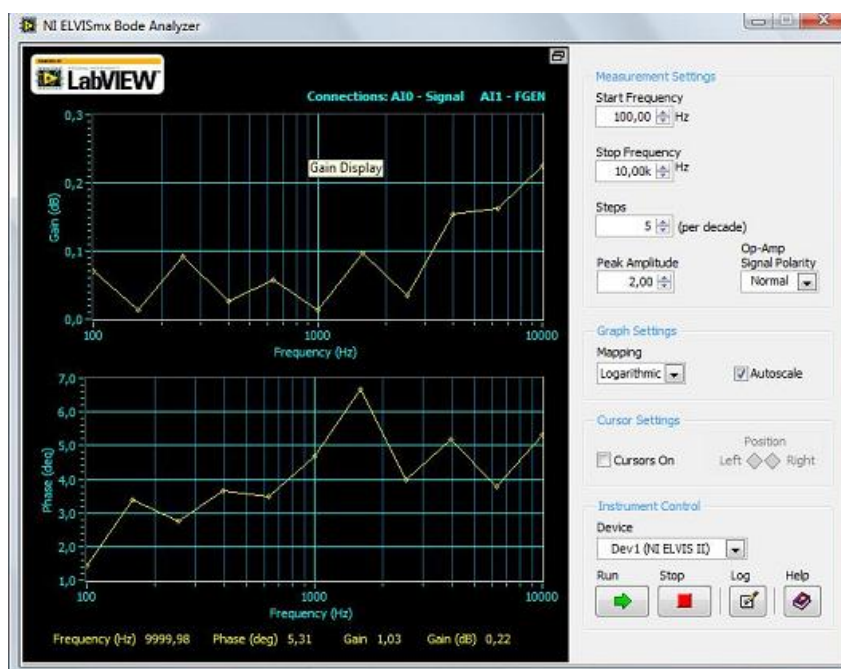 NI ELVISmx Bode Analyzer
LabVIEW
Connections: AI0 - Signal AI1 - FGEN
0,3
0,2
0,1
0,0
Gain (dB)
Gain Display
100
1000
10000
Frequency (Hz)
7,0
6,0
5,0
4,0
3,0
2,0
1,0
Phase (deg)
100
1000
10000
Frequency (Hz)
Frequency (Hz) 9999,98 Phase (deg) 5,31 Gain 1,03 Gain (dB) 0,22
Measurement Settings
Start Frequency
100,00 Hz
Stop Frequency
10,00k Hz
Steps
5 (per decade)
Peak Amplitude
2,00
Op-Amp
Signal Polarity
Normal
Graph Settings
Mapping
Logarithmic
Autoscale
Cursor Settings
Cursors On
Position
Left Right
Instrument Control
Device
Dev1 (NI ELVIS II)
Run Stop Log Help